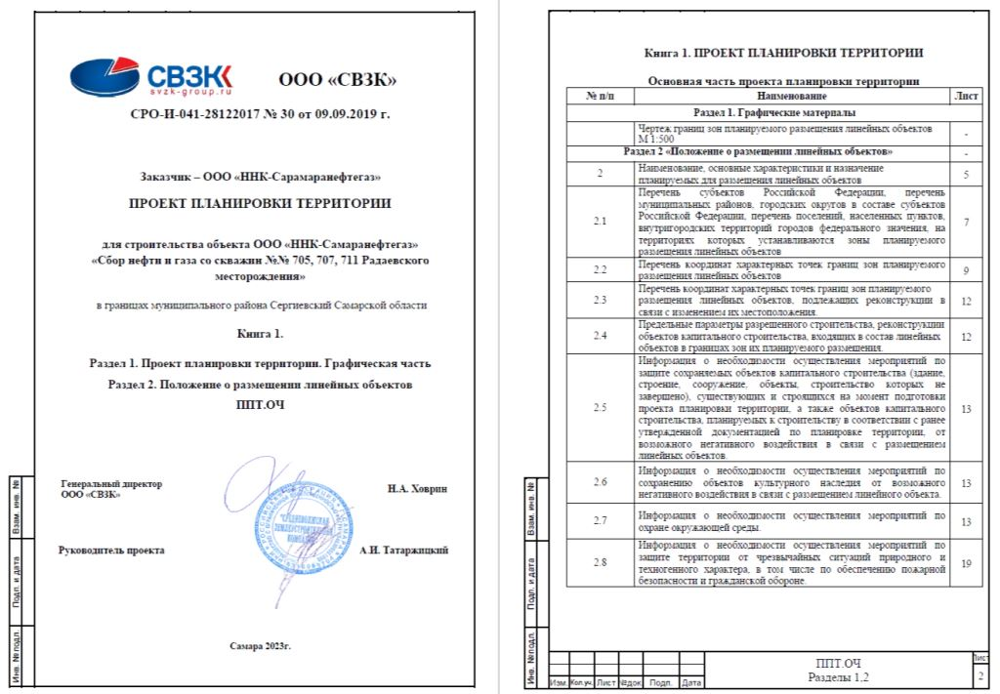 СВЗК
svzk-group.ru
ООО «СВЗК»
СРО-И-041-28122017 № 30 от 09.09.2019 г.
Заказчик – ООО «ННК-Сарамаранефтегаз»
ПРОЕКТ ПЛАНИРОВКИ ТЕРРИТОРИИ
для строительства объекта ООО «ННК-Самаранефтегаз»
«Сбор нефти и газа со скважин №№ 705, 707, 711 Радаевского
месторождения»
в границах муниципального района Сергиевский Самарской области
Книга 1.
Раздел 1. Проект планировки территории. Графическая часть
Раздел 2. Положение о размещении линейных объектов
ППТ.ОЧ
Генеральный директор
ООО «СВЗК»
Н.А. Ховрин
"СРЕДНЕВОЛЖСКАЯ
ЗЕМЛЕУСТРОИТЕЛЬНАЯ
КОМПАНИЯ"
Руководитель проекта
А.И. Татаржицкий
Самара 2023г.
Взам. инв. №
Подп. и дата
Инв. №подл.
Книга 1. ПРОЕКТ ПЛАНИРОВКИ ТЕРРИТОРИИ
Основная часть проекта планировки территории
№ п/п Наименование Лист
Раздел 1. Графические материалы
Чертеж границ зон планируемого размещения линейных объектов
М 1:500 -
Раздел 2 «Положение о размещении линейных объектов» -
2 Наименование, основные характеристики и назначение
планируемых для размещения линейных объектов 5
2.1 Перечень субъектов Российской Федерации, перечень
муниципальных районов, городских округов в составе субъектов
Российской Федерации, перечень поселений, населенных пунктов,
внутригородских территорий городов федерального значения, на
территориях которых устанавливаются зоны планируемого
размещения линейных объектов 7
2.2 Перечень координат характерных точек границ зон планируемого
размещения линейных объектов 9
2.3 Перечень координат характерных точек границ зон планируемого
размещения линейных объектов, подлежащих реконструкции в
связи с изменением их местоположения. 12
2.4 Предельные параметры разрешенного строительства, реконструкции
объектов капитального строительства, входящих в состав линейных
объектов в границах зон их планируемого размещения. 12
2.5 Информация о необходимости осуществления мероприятий по
защите сохраняемых объектов капитального строительства (здание,
строение, сооружение, объекты, строительство которых не
завершено), существующих и строящихся на момент подготовки
проекта планировки территории, а также объектов капитального
строительства, планируемых к строительству в соответствии с ранее
утвержденной документацией по планировке территории, от
возможного негативного воздействия в связи с размещением
линейных объектов. 13
2.6 Информация о необходимости осуществления мероприятий по
сохранению объектов культурного наследия от возможного
негативного воздействия в связи с размещением линейного объекта. 13
2.7 Информация о необходимости осуществления мероприятий по
охране окружающей среды. 13
2.8 Информация о необходимости осуществления мероприятий по
защите территории от чрезвычайных ситуаций природного и
техногенного характера, в том числе по обеспечению пожарной
безопасности и гражданской обороне. 19
Взам. инв. №
Подп. и дата
Инв. №подл.
Изм. Кол.уч. Лист №док Подп. Дата
ППТ.ОЧ
Разделы 1,2
Лист
2